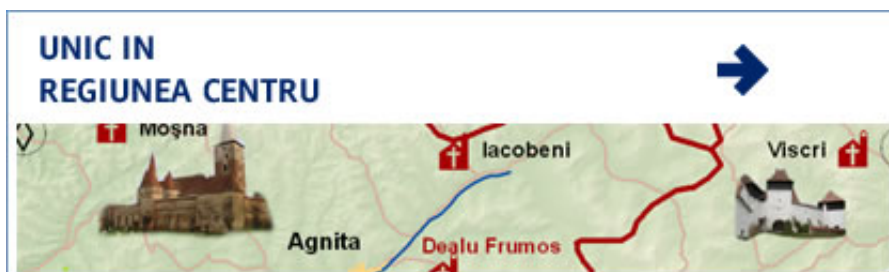 UNIC IN
REGIUNEA CENTRU
Moşna
Iacobeni
Viscri
Agnita
Dealu Frumos